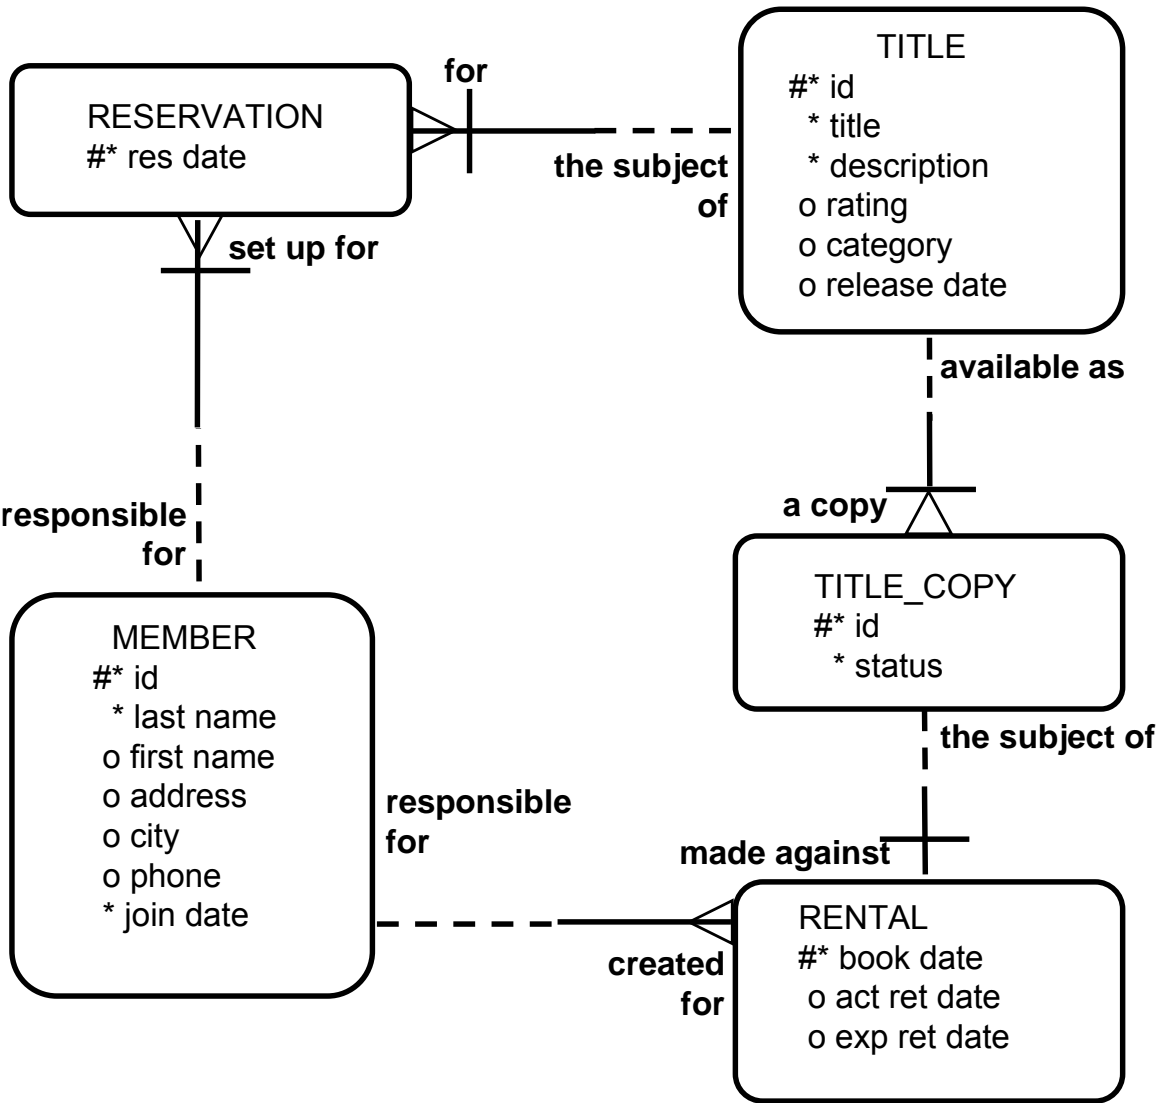 RESERVATION
#* res date
for
the subject
of
TITLE
#* id
* title
* description
o rating
o category
o release date
set up for
responsible
for
available as
a copy
TITLE_COPY
#* id
* status
MEMBER
#* id
* last name
o first name
o address
o city
o phone
* join date
responsible
for
the subject of
made against
created
for
RENTAL
#* book date
o act ret date
o exp ret date